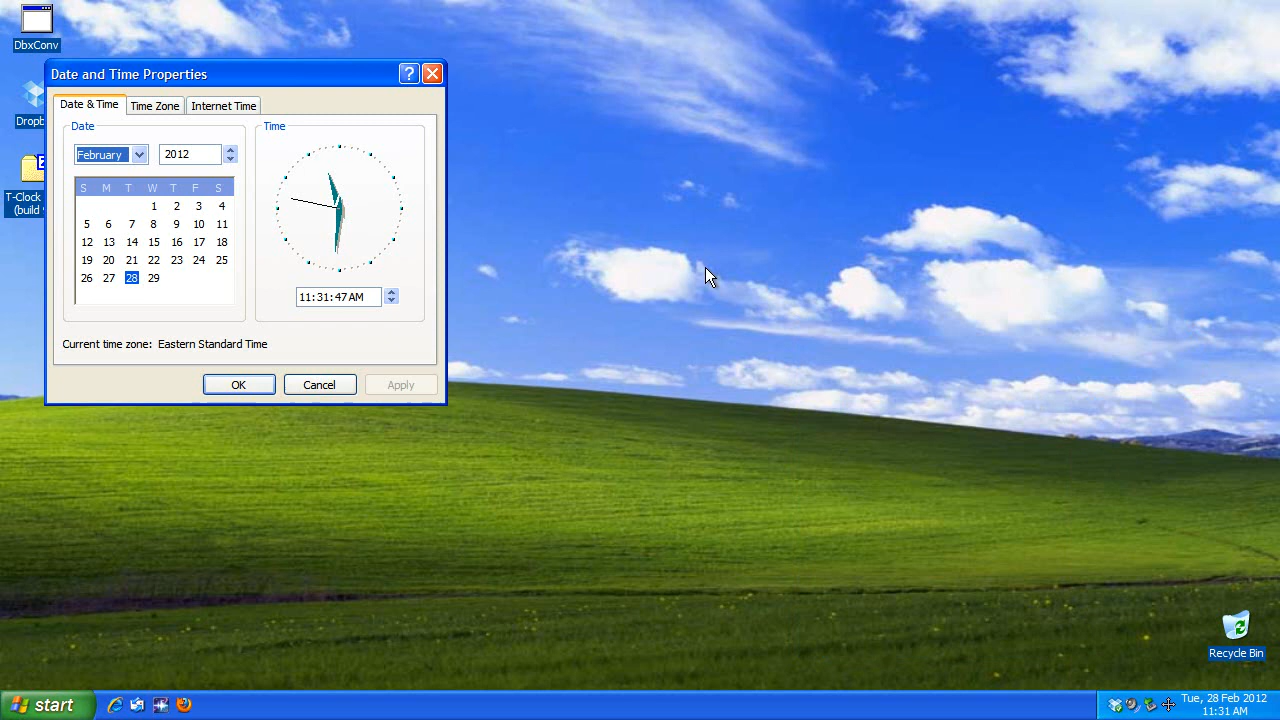 DbxConv
Date and Time Properties
Dropb
T-Clock
(build
Date & Time
Time Zone
Internet Time
Date
February
2012
S M T W T F S
1 2 3 4
5 6 7 8 9 10 11
12 13 14 15 16 17 18
19 20 21 22 23 24 25
26 27 28 29
Time
11:31:47 AM
Current time zone: Eastern Standard Time
OK
Cancel
Apply
Recycle Bin
start
Tue, 28 Feb 2012
11:31 AM